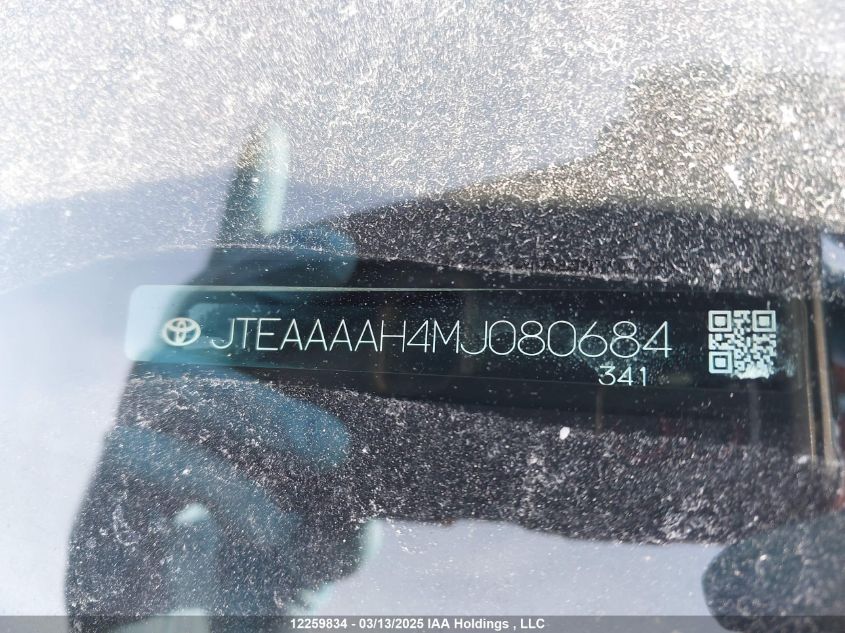 JTEAAAAH4MJ080684
341
12259834 - 03/13/2025 IAA Holdings , LLC